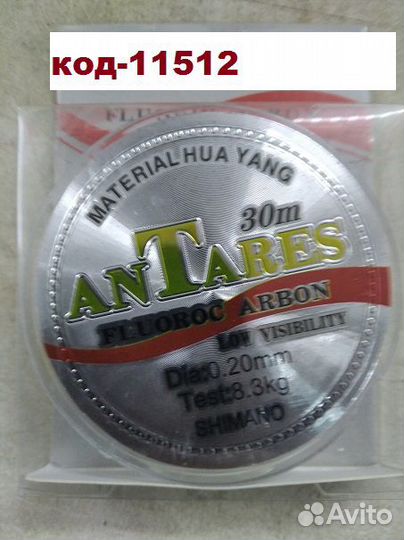 код-11512
MATERIAL HUA YANG
30m
ANTARES
FLUOROC ARBON
LOW VISIBILITY
Dia:0.20mm
Test:8.3kg
SHIMANO
Avito